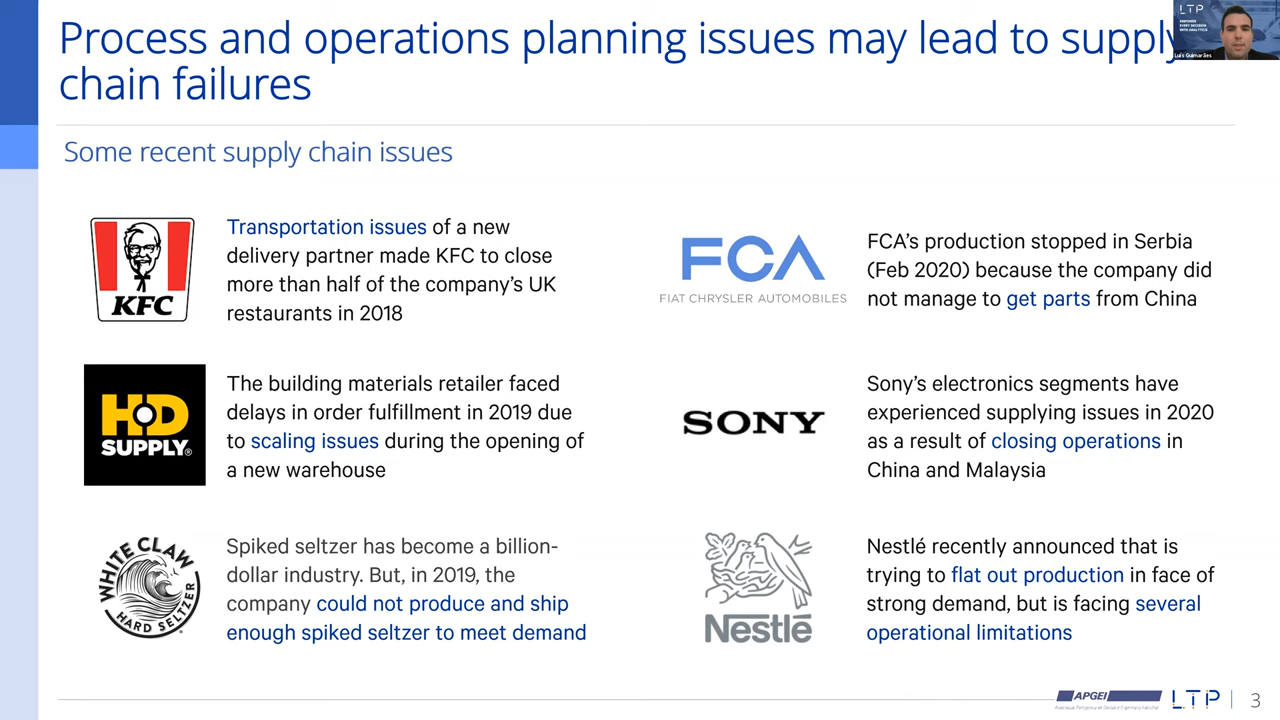 Process and operations planning issues may lead to supply
chain failures
LTP
EMPOWER
EVERY DECISION
WITH ANALYTICS
Luís Guimarães
Some recent supply chain issues
KFC
Transportation issues of a new
delivery partner made KFC to close
more than half of the company's UK
restaurants in 2018
FCA
FIAT CHRYSLER AUTOMOBILES
FCA's production stopped in Serbia
(Feb 2020) because the company did
not manage to get parts from China
HD
SUPPLY®
The building materials retailer faced
delays in order fulfillment in 2019 due
to scaling issues during the opening of
a new warehouse
SONY
Sony's electronics segments have
experienced supplying issues in 2020
as a result of closing operations in
China and Malaysia
WHITE CLAW
HARD SELTZER
Spiked seltzer has become a billion-
dollar industry. But, in 2019, the
company could not produce and ship
enough spiked seltzer to meet demand
Nestlé
Nestlé recently announced that is
trying to flat out production in face of
strong demand, but is facing several
operational limitations
APGEI
LTP
3